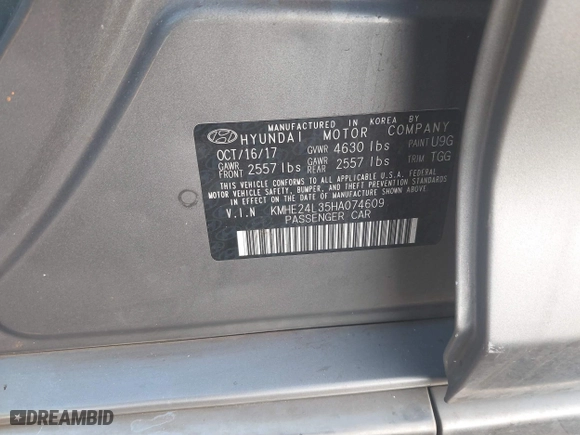 MANUFACTURED IN KOREA BY
HYUNDAI MOTOR COMPANY
OCT/16/17 GVWR 4630 lbs PAINT U9G
GAWR FRONT 2557 lbs GAWR REAR 2557 lbs TRIM TGG
THIS VEHICLE CONFORMS TO ALL APPLICABLE U.S.A. FEDERAL
MOTOR VEHICLE SAFETY, BUMPER, AND THEFT PREVENTION STANDARDS
IN EFFECT ON THE DATE OF MANUFACTURE SHOWN ABOVE.
V.I.N KMHE24L35HA074609
PASSENGER CAR
DREAMBID